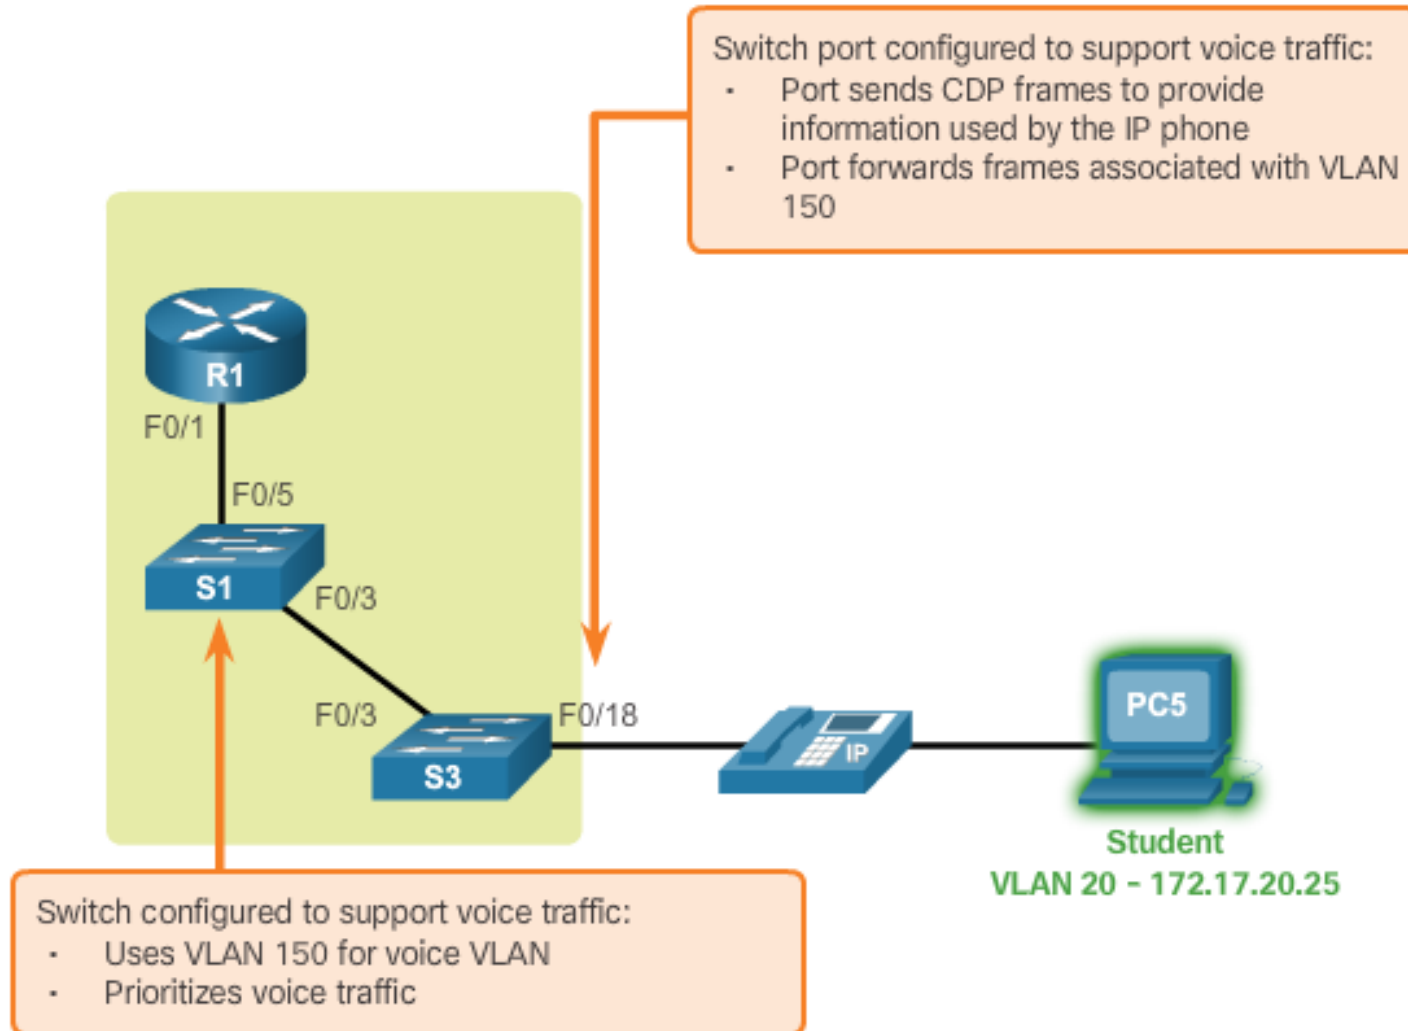 Switch port configured to support voice traffic:
· Port sends CDP frames to provide
information used by the IP phone
· Port forwards frames associated with VLAN
150
R1
F0/1
F0/5
S1
F0/3
F0/3
F0/18
S3
IP
PC5
Student
VLAN 20 - 172.17.20.25
Switch configured to support voice traffic:
· Uses VLAN 150 for voice VLAN
· Prioritizes voice traffic